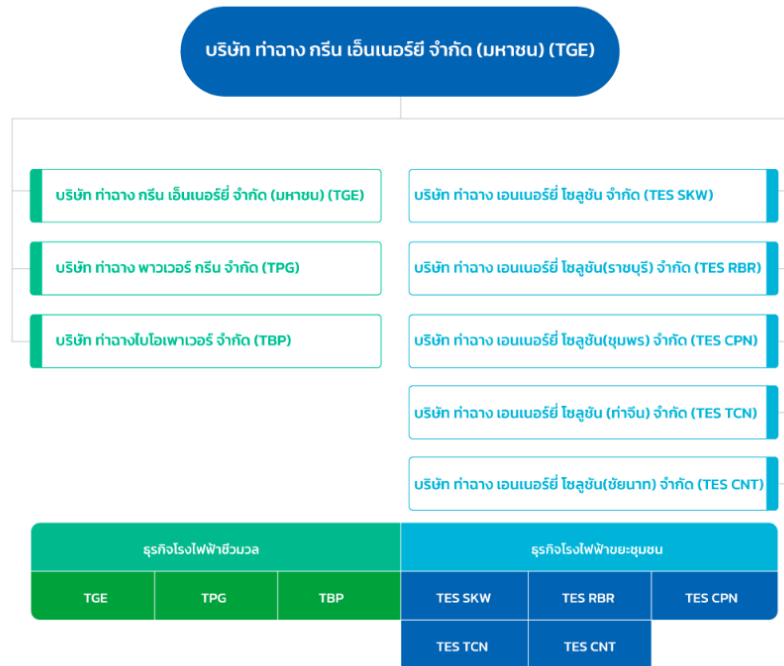 บริษัท ท่าฉาง กรีน เอ็นเนอร์ยี จำกัด (มหาชน) (TGE)
บริษัท ท่าฉาง กรีน เอ็นเนอร์ยี่ จำกัด (มหาชน) (TGE)
บริษัท ท่าฉาง พาวเวอร์ กรีน จำกัด (TPG)
บริษัท ท่าฉางไบโอเพาเวอร์ จำกัด (TBP)
บริษัท ท่าฉาง เอนเนอร์ยี่ โซลูชัน จำกัด (TES SKW)
บริษัท ท่าฉาง เอนเนอร์ยี่ โซลูชัน(ราชบุรี) จำกัด (TES RBR)
บริษัท ท่าฉาง เอนเนอร์ยี่ โซลูชัน(ชุมพร) จำกัด (TES CPN)
บริษัท ท่าฉาง เอนเนอร์ยี่ โซลูชัน (ท่าจีน) จำกัด (TES TCN)
บริษัท ท่าฉาง เอนเนอร์ยี่ โซลูชัน(ชัยนาท) จำกัด (TES CNT)
ธุรกิจโรงไฟฟ้าชีวมวล
ธุรกิจโรงไฟฟ้าขยะชุมชน
TGE TPG TBP TES SKW TES RBR TES CPN
TES TCN TES CNT